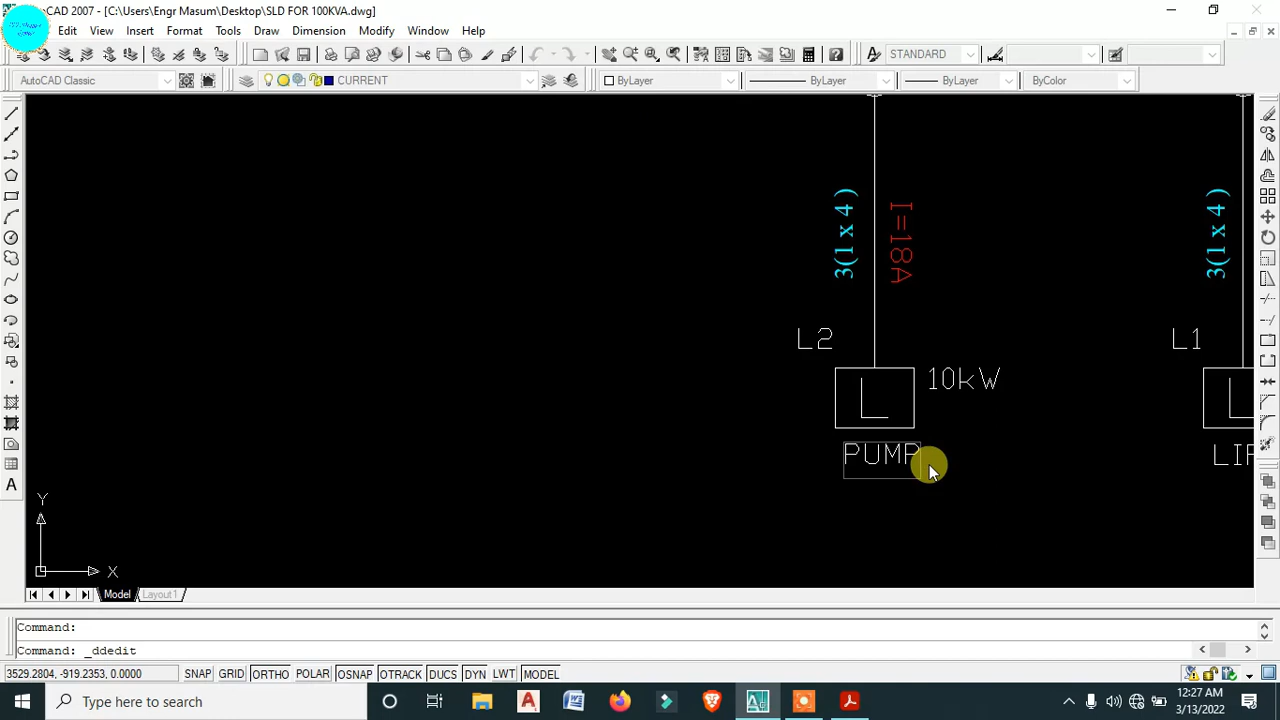 CAD 2007 - [C:\Users\Engr Masum\Desktop\SLD FOR 100KVA.dwg]
Edit View Insert Format Tools Draw Dimension Modify Window Help
STANDARD
AutoCAD Classic CURRENT ByLayer ByLayer ByLayer ByColor
3(1 x 4 )
I=18A
3(1 x 4 )
L2
L1
10kW
L
L
PUMP
Y
X
Model Layout1
Command:
Command: _ddedit
3529.2804, -919.2353, 0.0000 SNAP GRID ORTHO POLAR OSNAP OTRACK DUCS DYN LWT MODEL
Type here to search
12:27 AM
3/13/2022